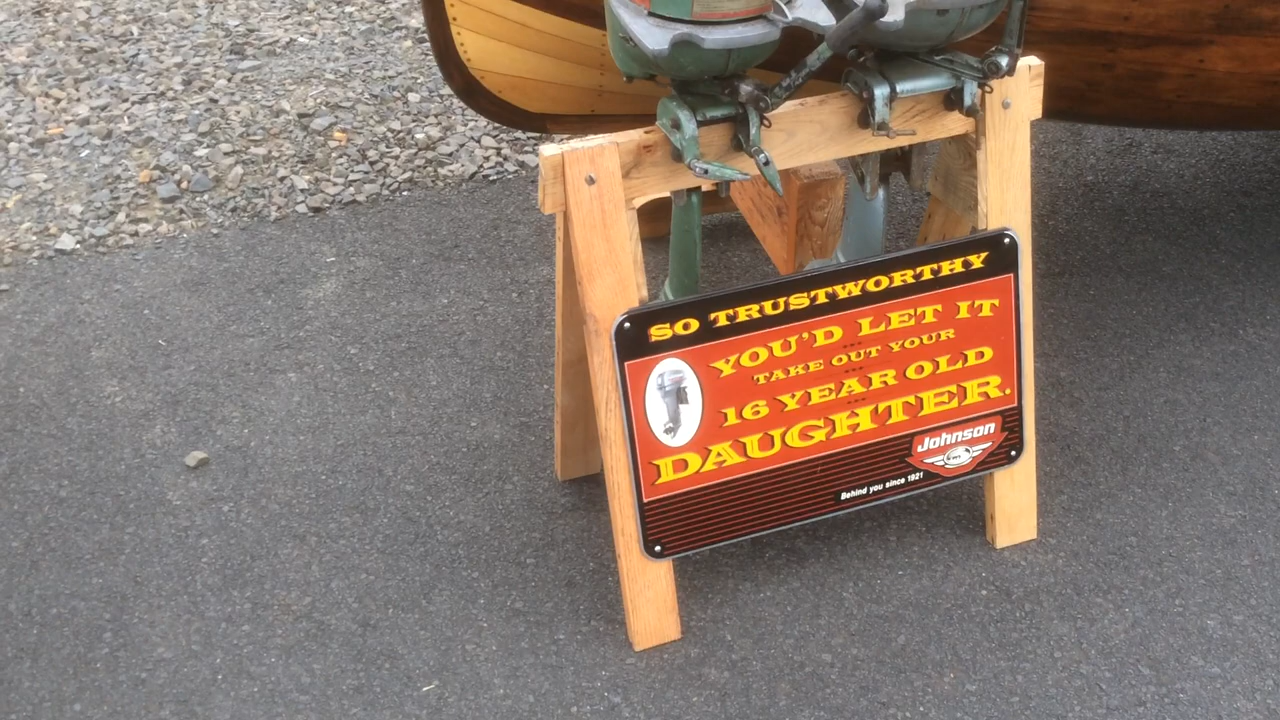 SO TRUSTWORTHY
YOU'D LET IT
TAKE OUT YOUR
16 YEAR OLD
DAUGHTER.
Johnson
Behind you since 1921